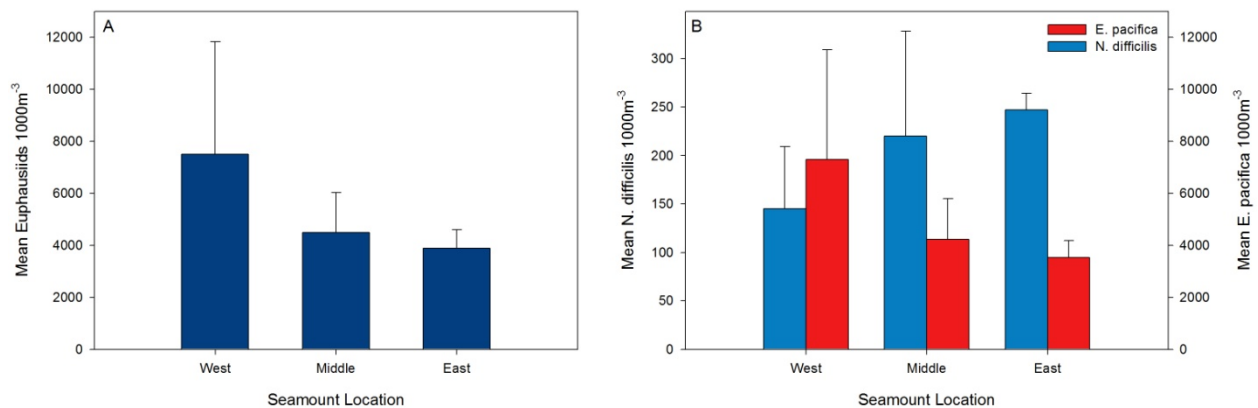 A
12000
10000
8000
6000
4000
2000
0
Mean Euphausiids 1000m⁻³
West Middle East
Seamount Location
B
E. pacifica
N. difficilis
300
250
200
150
100
50
0
Mean N. difficilis 1000m⁻³
12000
10000
8000
6000
4000
2000
0
Mean E. pacifica 1000m⁻³
West Middle East
Seamount Location